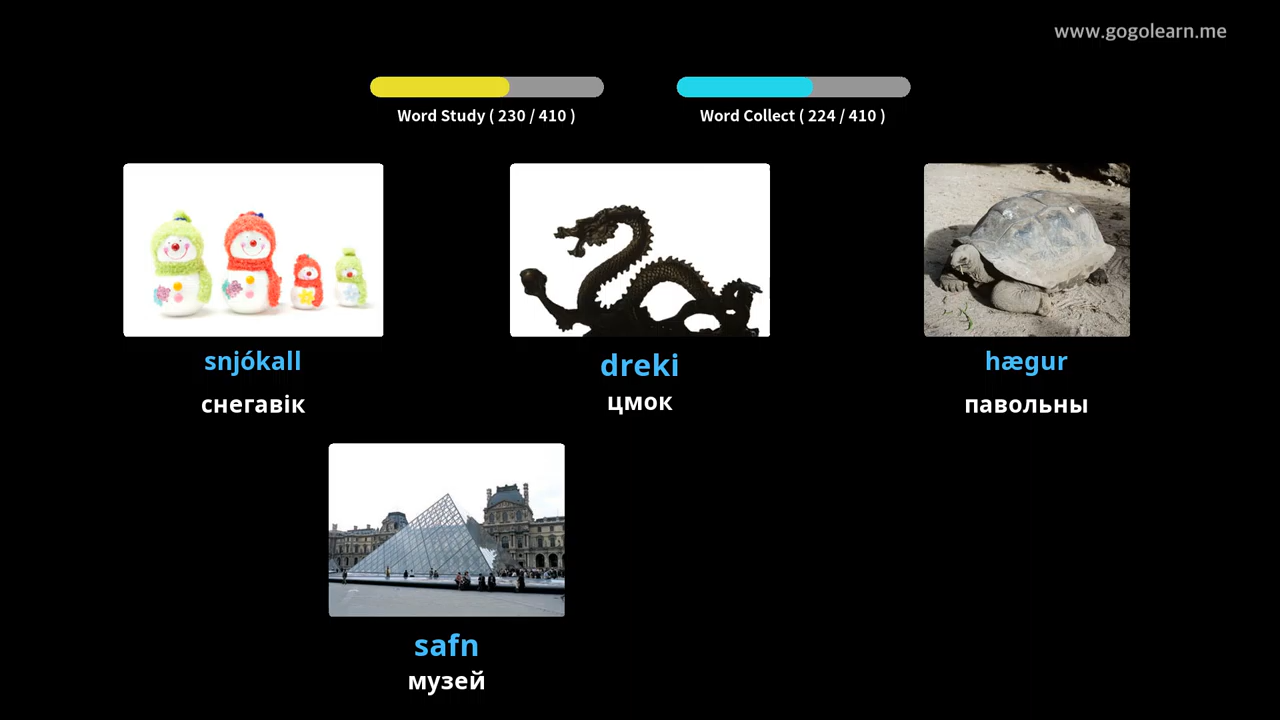 www.gogolearn.me
Word Study ( 230 / 410 )
Word Collect ( 224 / 410 )
snjókall
снегавік
dreki
цмок
hægur
павольны
safn
музей